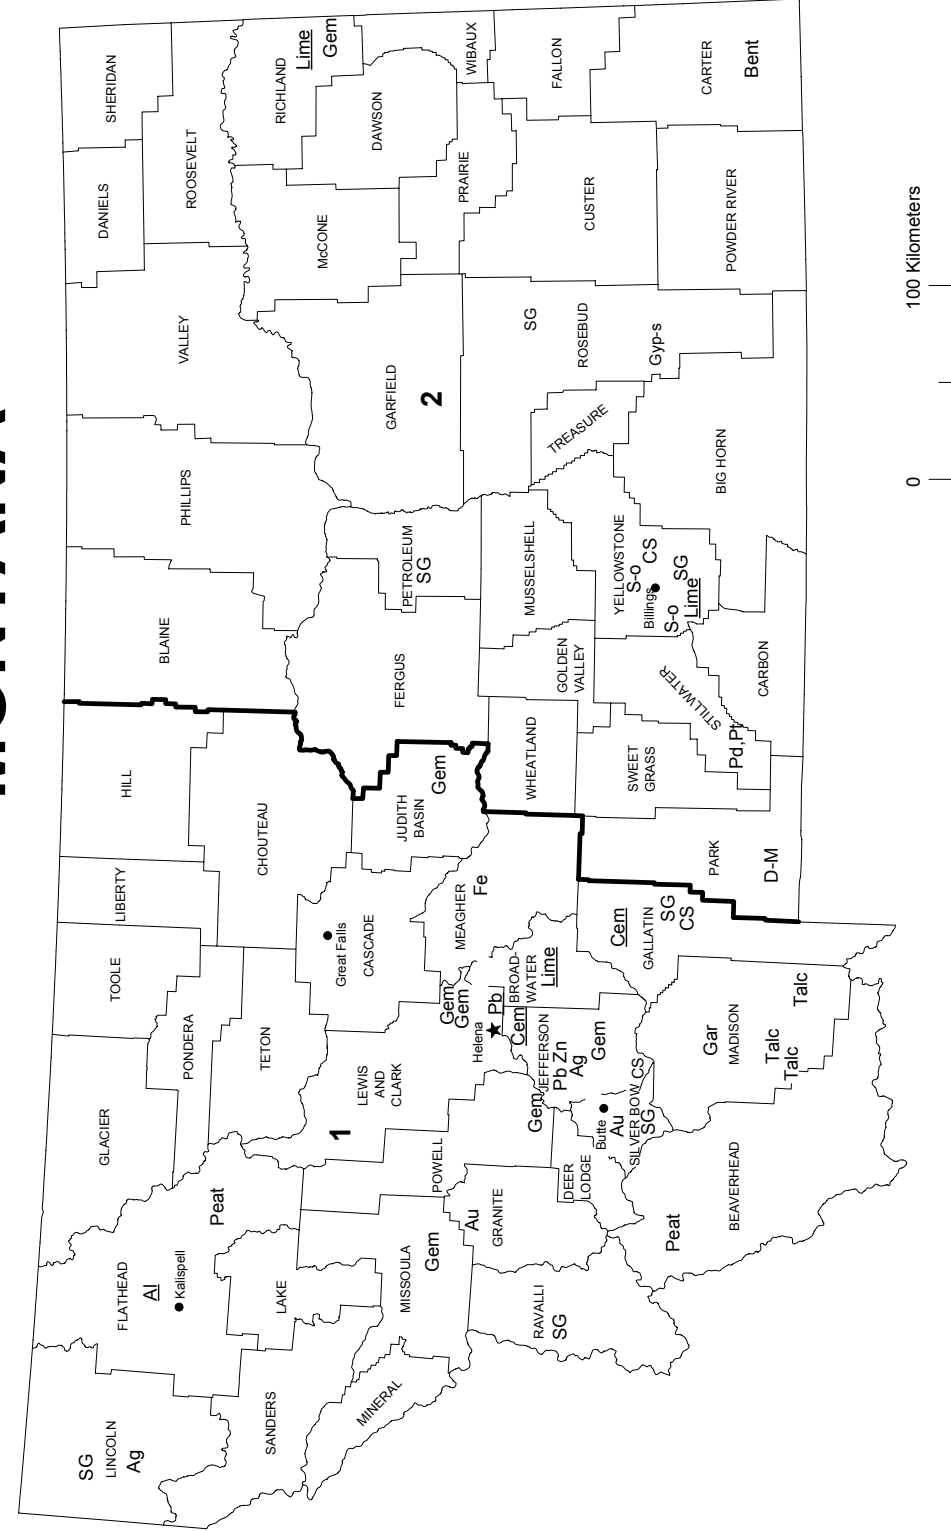 LINCOLN
SG
Ag
FLATHEAD
Al
Kalispell
Peat
GLACIER
TOOLE
LIBERTY
HILL
BLAINE
PHILLIPS
VALLEY
DANIELS
SHERIDAN
ROOSEVELT
SANDERS
LAKE
PONDERA
TETON
CHOUTEAU
RICHLAND
Lime
Gem
McCONE
DAWSON
WIBAUX
MINERAL
MISSOULA
Gem
POWELL
1
LEWIS
AND
CLARK
Great Falls
CASCADE
JUDITH
BASIN
Gem
FERGUS
PETROLEUM
SG
GARFIELD
2
PRAIRIE
FALLON
RAVALLI
SG
GRANITE
Au
Gem
Gem
Helena
Pb
MEAGHER
Fe
BROAD-
WATER
Lime
Cem
JEFFERSON
Pb Zn
Ag
Gem
Gem
DEER
LODGE
Butte
Au
SILVER BOW
SG
CS
WHEATLAND
GOLDEN
VALLEY
MUSSELSHELL
TREASURE
ROSEBUD
SG
Gyp-s
CUSTER
CARTER
Bent
BEAVERHEAD
Peat
MADISON
Gar
Talc
Talc
Talc
GALLATIN
Cem
SG
CS
PARK
D-M
SWEET
GRASS
STILLWATER
Pd,Pt
YELLOWSTONE
S-o
CS
Billings
S-o
SG
Lime
CARBON
BIG HORN
POWDER RIVER
0
100 Kilometers